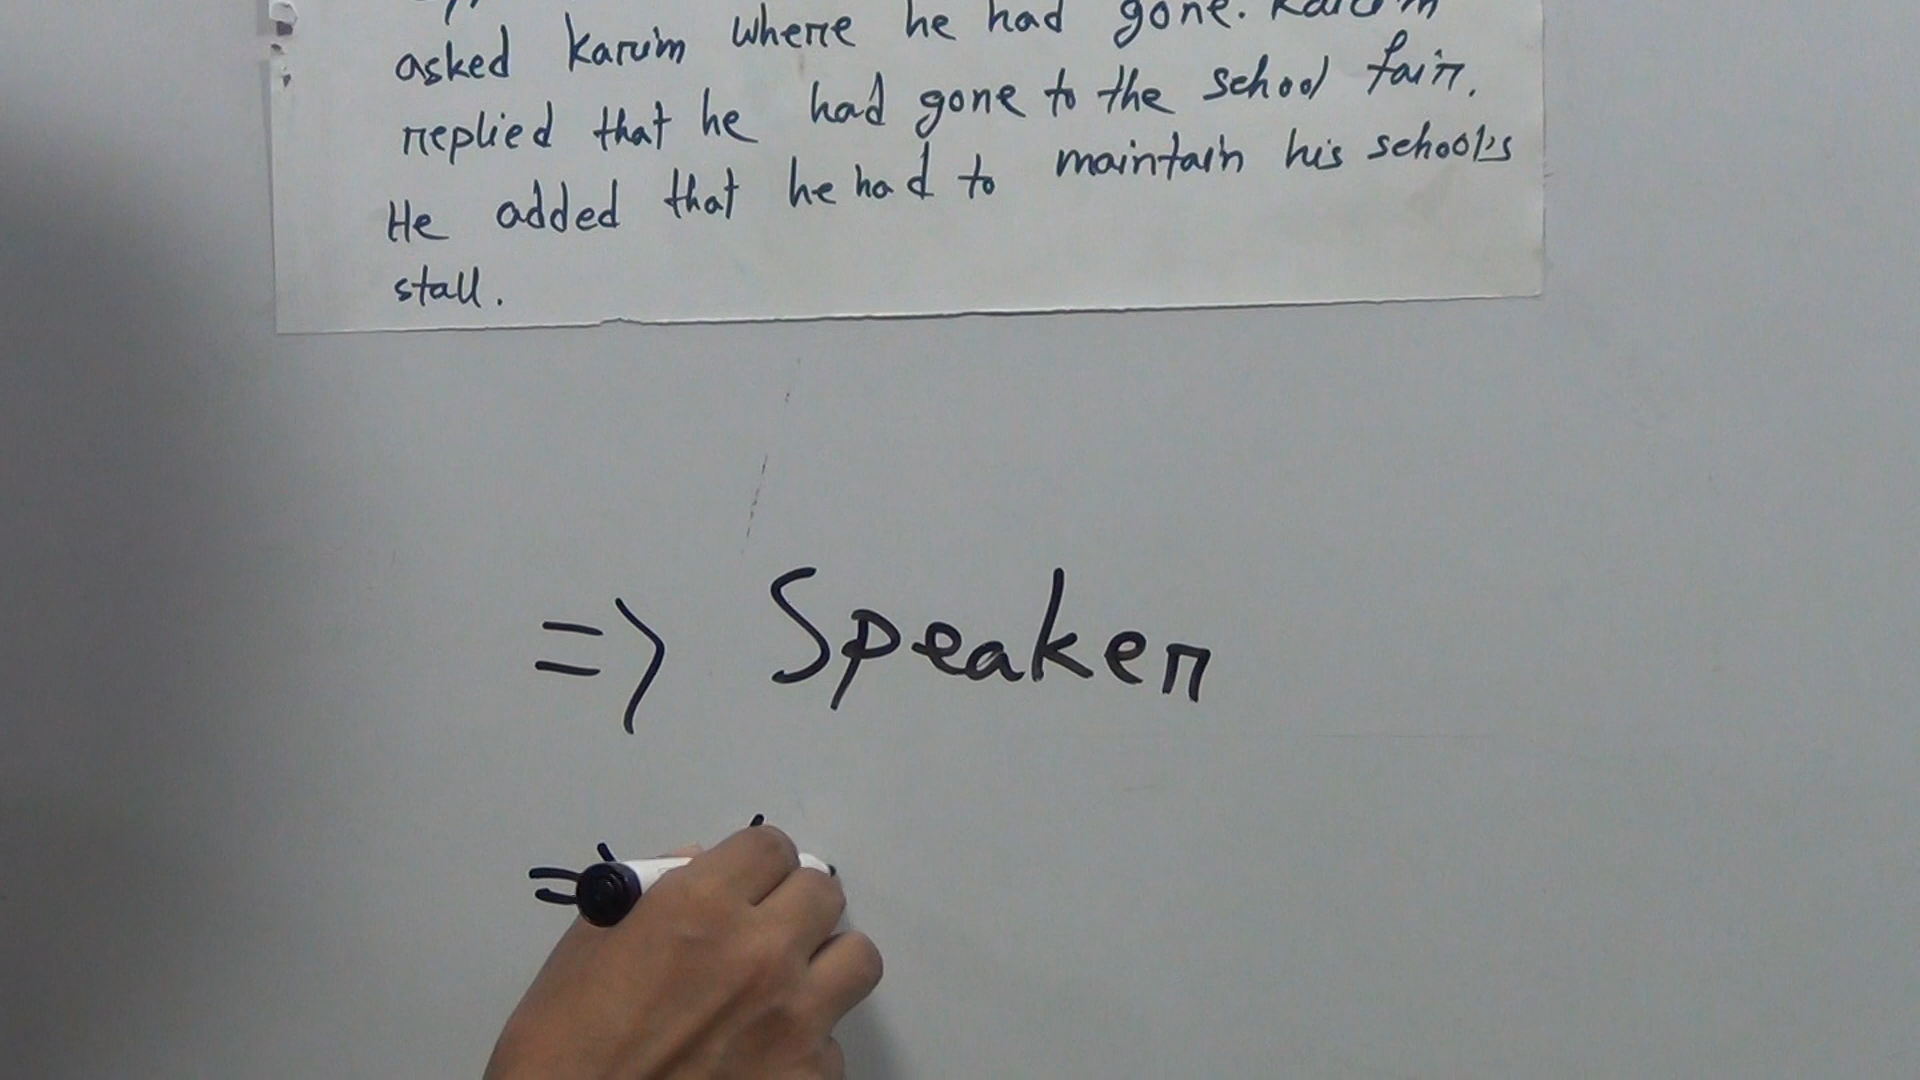 asked Karim where he had gone. Karim
replied that he had gone to the school fair.
He added that he had to maintain his school's
stall.
=> Speaker